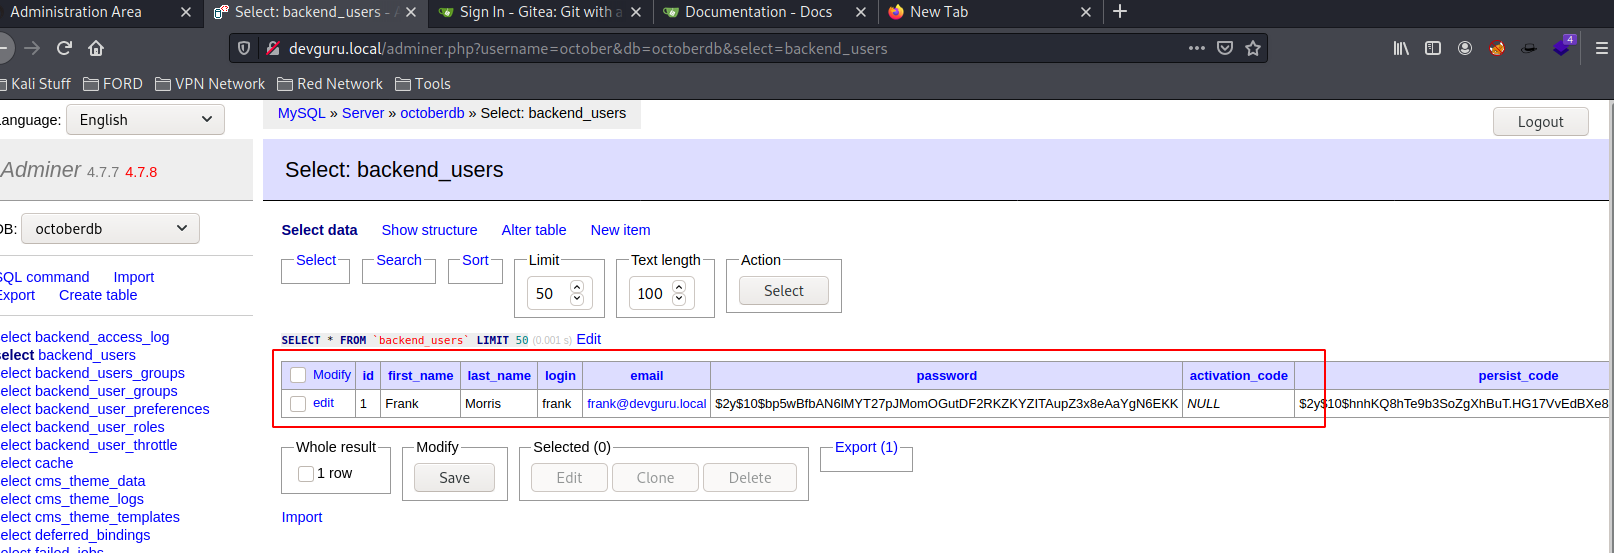 Administration Area
Select: backend_users -
Sign In - Gitea: Git with a
Documentation - Docs
New Tab
devguru.local/adminer.php?username=october&db=octoberdb&select=backend_users
4
Kali Stuff FORD VPN Network Red Network Tools
anguage: English
MySQL » Server » octoberdb » Select: backend_users
Logout
Adminer 4.7.7 4.7.8
Select: backend_users
DB: octoberdb
Select data Show structure Alter table New item
SQL command Import
Export Create table
Select Search Sort Limit Text length Action
50 100 Select
elect backend_access_log
select backend_users
elect backend_users_groups
elect backend_user_groups
elect backend_user_preferences
elect backend_user_roles
elect backend_user_throttle
elect cache
elect cms_theme_data
elect cms_theme_logs
elect cms_theme_templates
elect deferred_bindings
elect failed_jobs
SELECT * FROM `backend_users` LIMIT 50 (0.001 s) Edit
Modify id first_name last_name login email password activation_code persist_code
edit 1 Frank Morris frank frank@devguru.local $2y$10$bp5wBfbAN6lMYT27pJMomOGutDF2RKZKYZITAupZ3x8eAaYgN6EKK NULL $2y$10$hnhKQ8hTe9b3SoZgXhBuT.HG17VvEdBXe8
Whole result Modify Selected (0) Export (1)
1 row Save Edit Clone Delete
Import